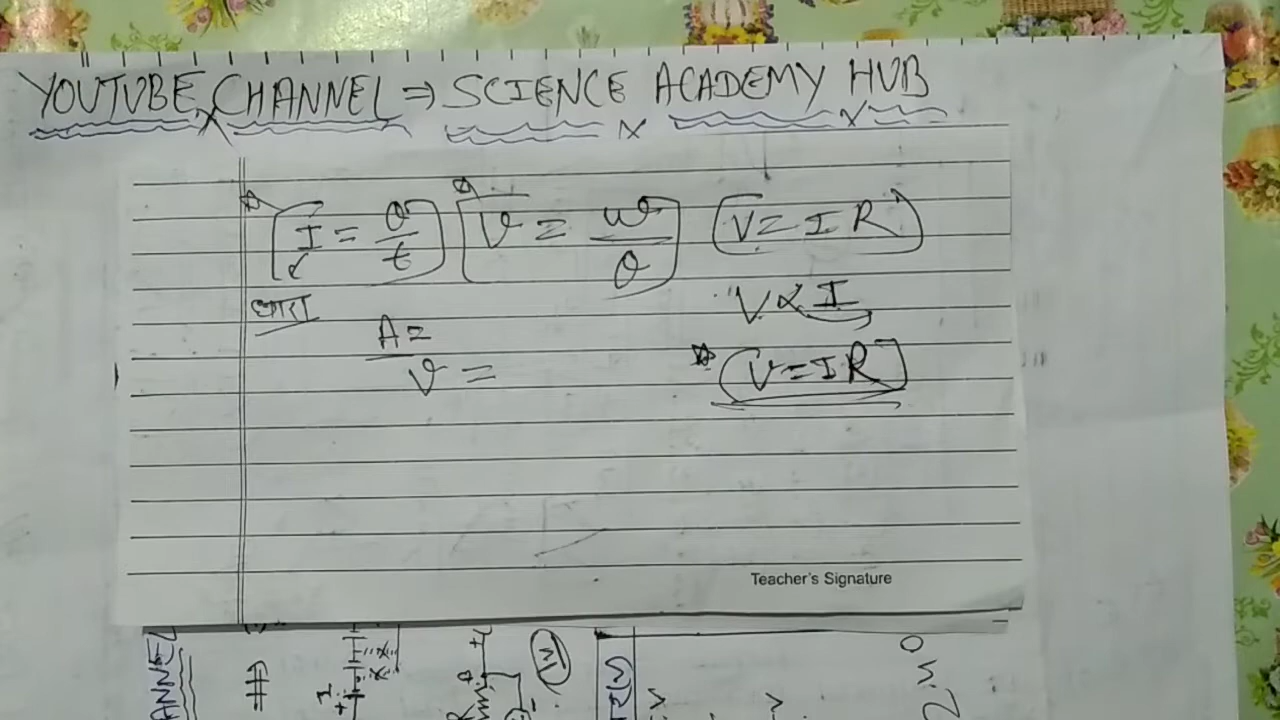 YOUTUBE CHANNEL ⇒ SCIENCE ACADEMY HUB
I = Q/t V = W/Q V = IR
धारा V ∝ I
A =
V = V = IR
Teacher's Signature